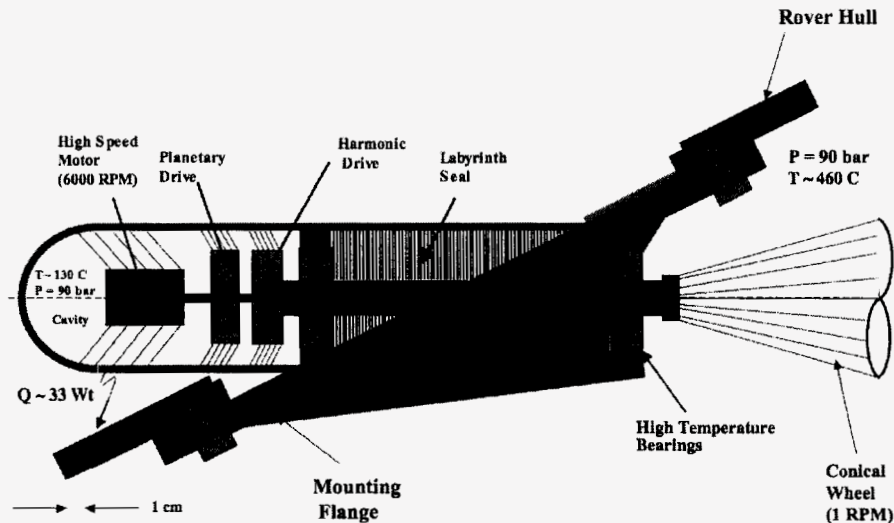 Rover Hull
High Speed
Motor
(6000 RPM)
Planetary
Drive
Harmonic
Drive
Labyrinth
Seal
P = 90 bar
T ~ 460 C
T~ 130 C
P = 90 bar
Cavity
Q ~ 33 Wt
High Temperature
Bearings
Mounting
Flange
Conical
Wheel
(1 RPM)
1 cm